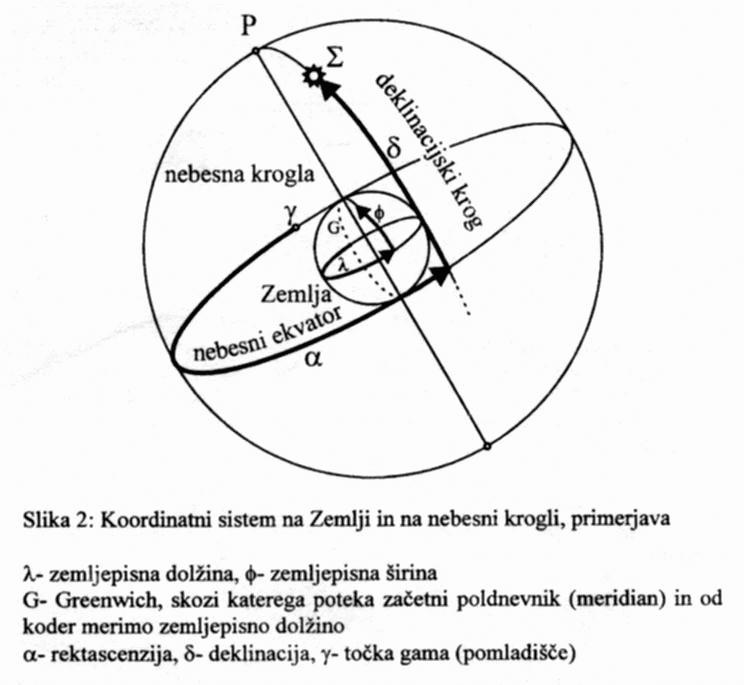 P
Σ
deklinacijski krog
δ
nebesna krogla
γ
G
ϕ
λ
Zemlja
nebesni ekvator
α
Slika 2: Koordinatni sistem na Zemlji in na nebesni krogli, primerjava
λ- zemljepisna dolžina, ϕ- zemljepisna širina
G- Greenwich, skozi katerega poteka začetni poldnevnik (meridian) in od
koder merimo zemljepisno dolžino
α- rektascenzija, δ- deklinacija, γ- točka gama (pomladišče)